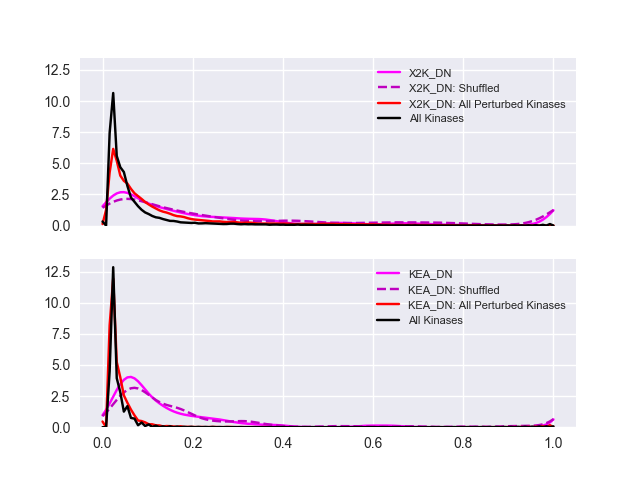 12.5
10.0
7.5
5.0
2.5
0.0
X2K_DN
X2K_DN: Shuffled
X2K_DN: All Perturbed Kinases
All Kinases
12.5
10.0
7.5
5.0
2.5
0.0
KEA_DN
KEA_DN: Shuffled
KEA_DN: All Perturbed Kinases
All Kinases
0.0 0.2 0.4 0.6 0.8 1.0